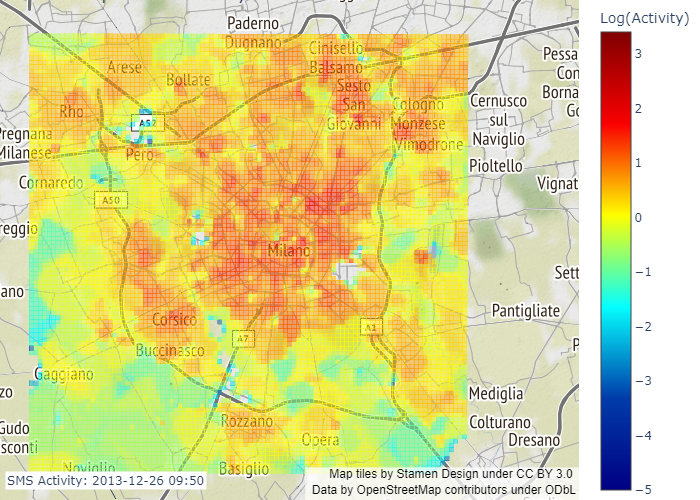 Log(Activity)
3
2
1
0
−1
−2
−3
−4
−5
Paderno
Dugnano
Cinisello
Balsamo
Arese
Bollate
Sesto
San
Giovanni
Pessa
Con
Borna
Go
Rho
Cologno
Monzese
Vimodrone
Cernusco
sul
Naviglio
A52
Pregnana
Milanese
Pero
Pioltello
Cornaredo
Vignat
A50
reggio
Milano
Sett
ano
Pantigliate
Corsico
A1
A7
Buccinasco
P
Gaggiano
zo
Mediglia
Rozzano
Colturano
Gudo
Dresano
sconti
Opera
Noviglio
Basiglio
SMS Activity: 2013-12-26 09:50
Map tiles by Stamen Design under CC BY 3.0
Data by OpenStreetMap contributors under ODbL